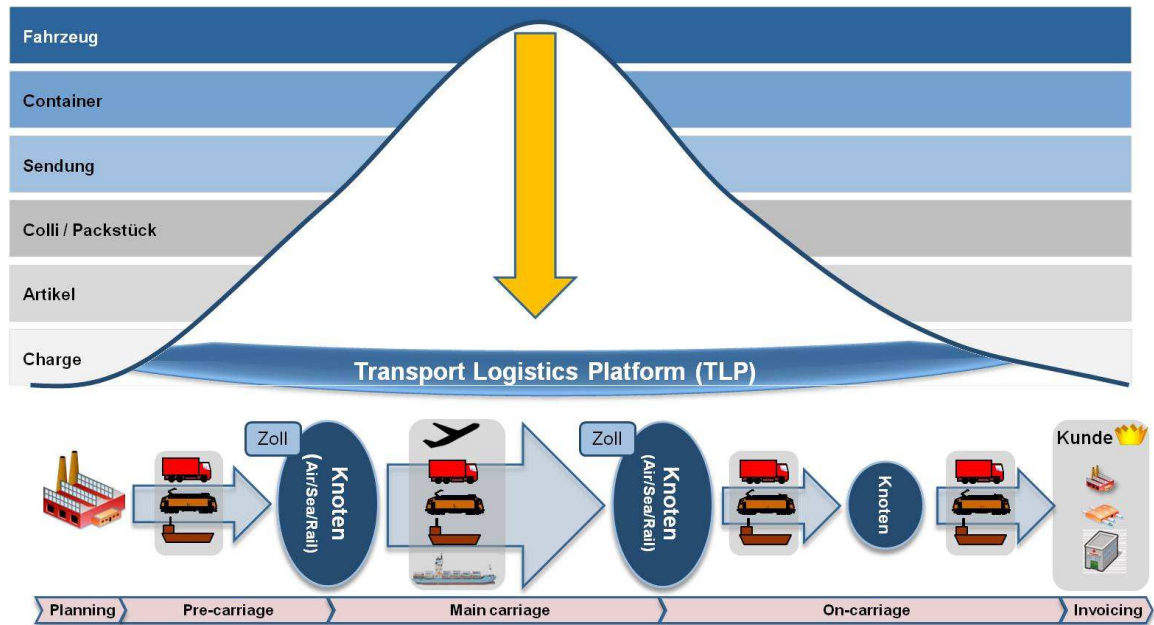 Fahrzeug
Container
Sendung
Colli / Packstück
Artikel
Charge
Transport Logistics Platform (TLP)
Zoll
Knoten
(Air/Sea/Rail)
Zoll
Knoten
(Air/Sea/Rail)
Knoten
Kunde
Planning
Pre-carriage
Main carriage
On-carriage
Invoicing